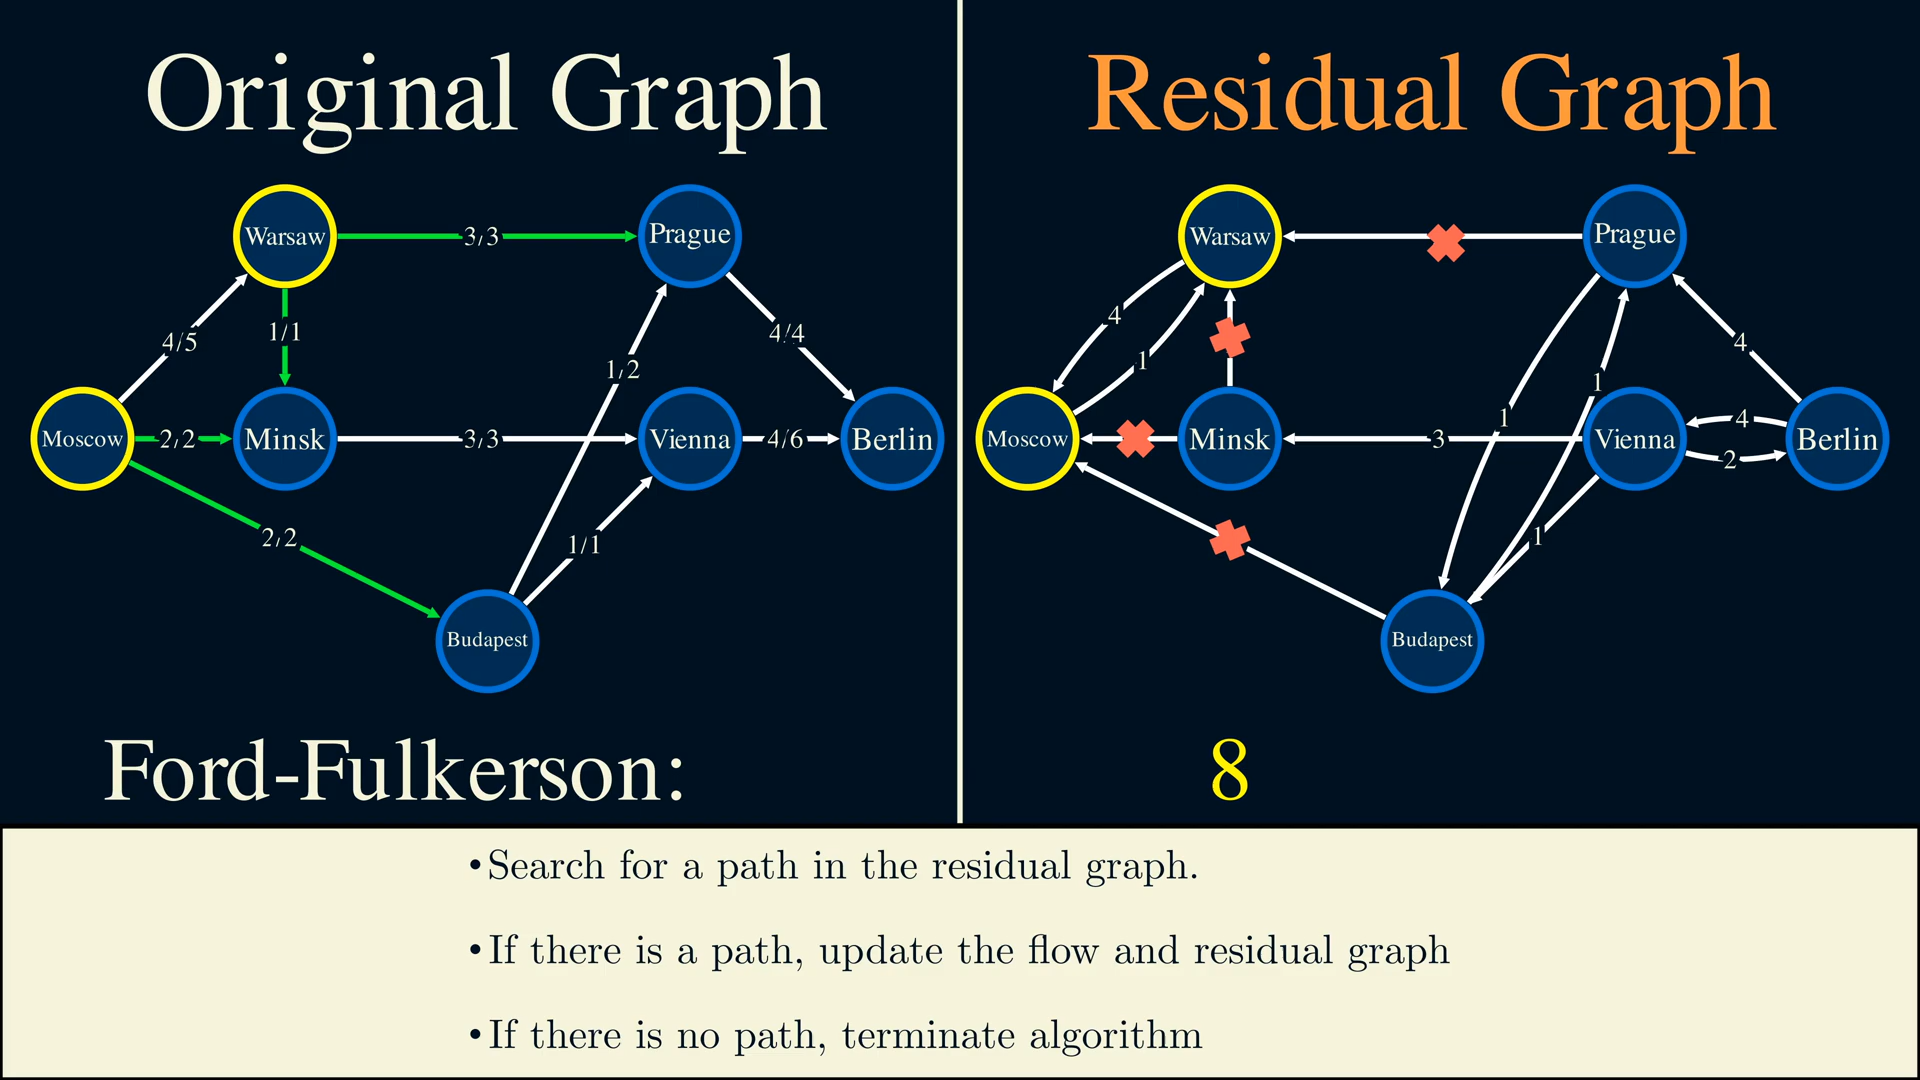 Original Graph
Residual Graph
Warsaw
3/3
Prague
1/1
4/5
4/4
1/2
Moscow
2/2
Minsk
3/3
Vienna
4/6
Berlin
2/2
1/1
Budapest
Warsaw
Prague
4
1
4
1
1
Moscow
Minsk
3
Vienna
4
2
Berlin
1
Budapest
Ford-Fulkerson:
8
• Search for a path in the residual graph.
• If there is a path, update the flow and residual graph
• If there is no path, terminate algorithm